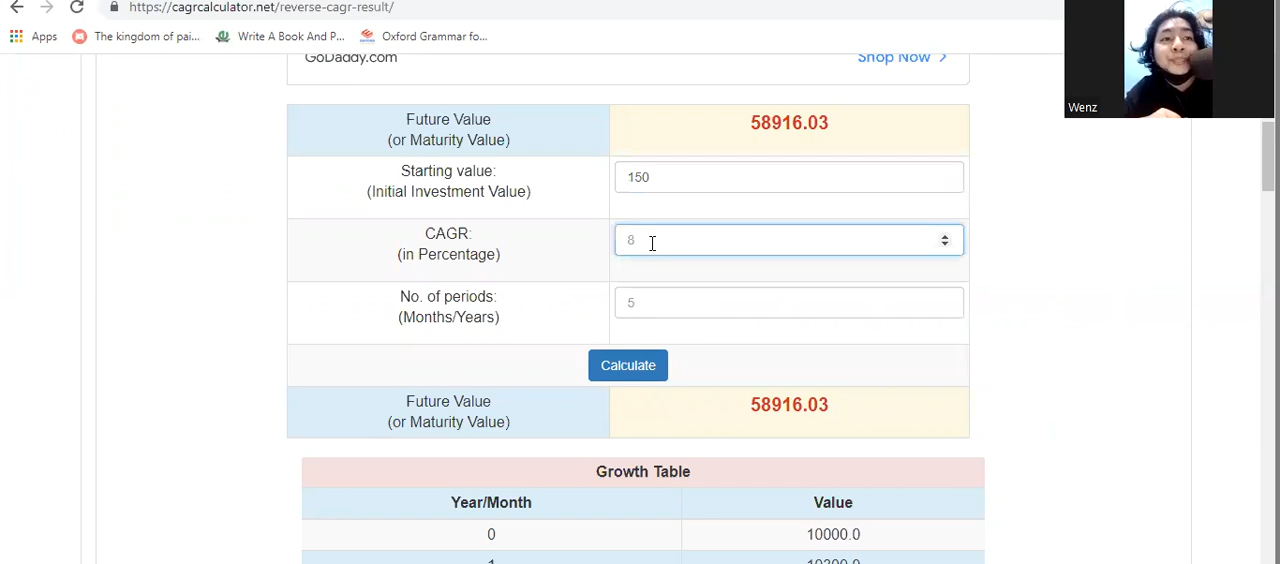 https://cagrcalculator.net/reverse-cagr-result/
Apps The kingdom of pai... Write A Book And P... Oxford Grammar fo...
Wenz
GoDaddy.com Shop Now
Future Value
(or Maturity Value)
58916.03
Starting value:
(Initial Investment Value)
150
CAGR:
(in Percentage)
8
No. of periods:
(Months/Years)
5
Calculate
Future Value
(or Maturity Value)
58916.03
Growth Table
Year/Month Value
0 10000.0